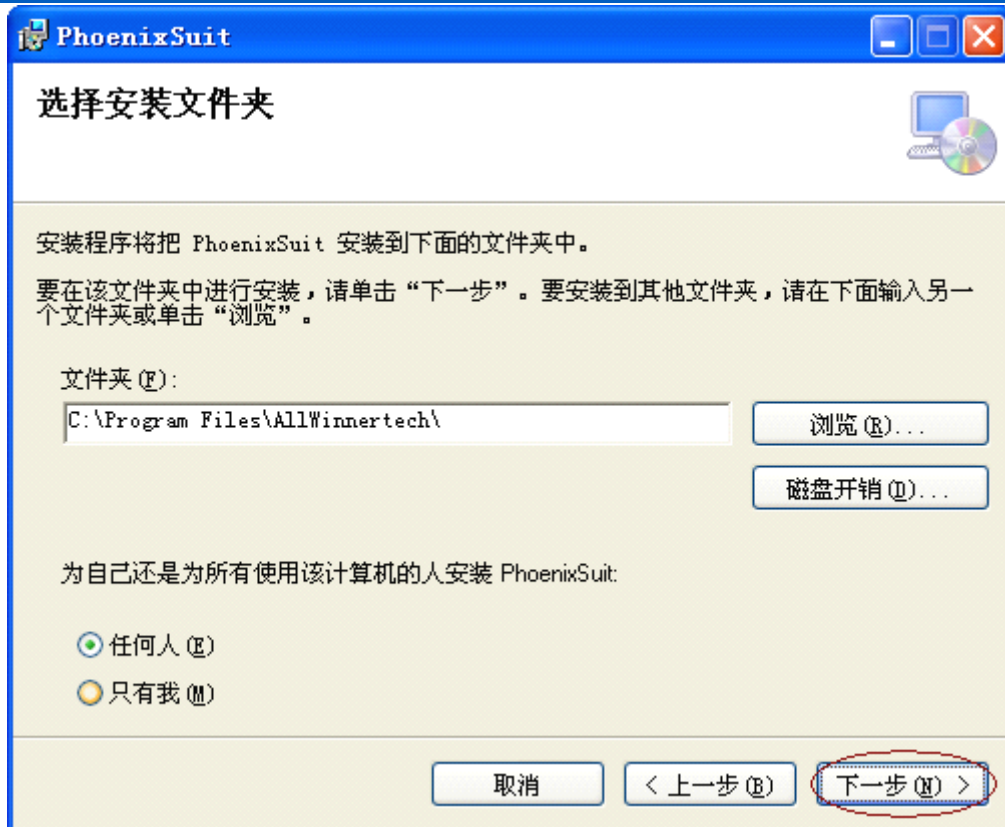 PhoenixSuit
选择安装文件夹
安装程序将把 PhoenixSuit 安装到下面的文件夹中。
要在该文件夹中进行安装，请单击“下一步”。要安装到其他文件夹，请在下面输入另一
个文件夹或单击“浏览”。
文件夹(F):
C:\Program Files\AllWinnertech\
浏览(R)...
磁盘开销(D)...
为自己还是为所有使用该计算机的人安装 PhoenixSuit:
任何人(E)
只有我(M)
取消
< 上一步(B)
下一步(N) >